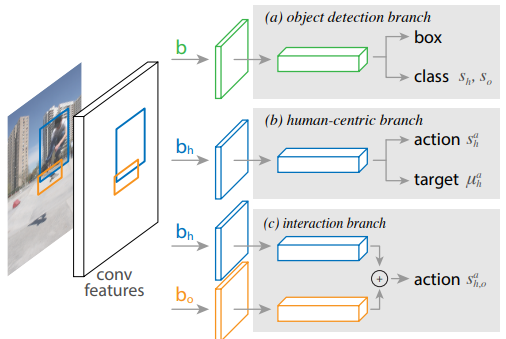 (a) object detection branch
b
box
class s_h, s_o
(b) human-centric branch
b_h
action s_h^a
target μ_h^a
(c) interaction branch
b_h
+
action s_{h,o}^a
b_o
conv
features